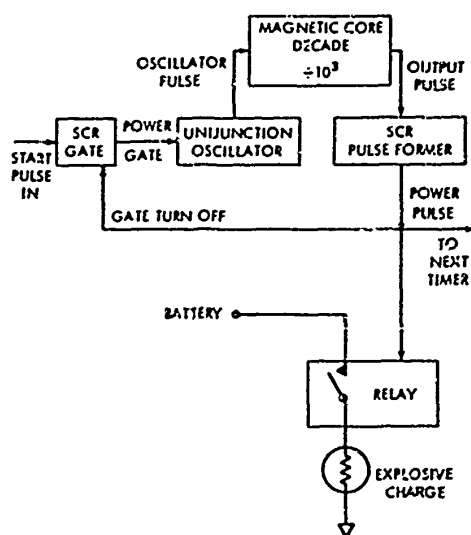 MAGNETIC CORE
DECADE
÷10³
OSCILLATOR
FULSE
OUTPUT
PULSE
SCR
GATE
POWER
GATE
UNIJUNCTION
OSCILLATOR
SCR
PULSE FORMER
START
PULSE
IN
GATE TURN OFF
POWER
PULSE
TO
NEXT
TIMER
BATTERY
RELAY
EXPLOSIVE
CHARGE